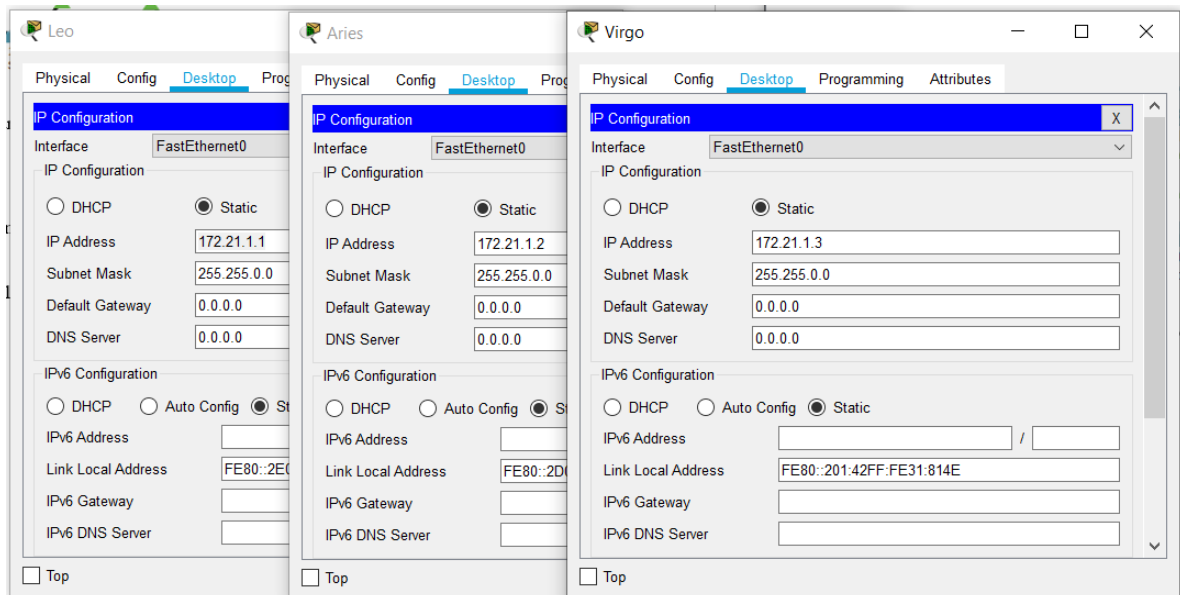 Leo
Physical Config Desktop Prog
IP Configuration
Interface FastEthernet0
IP Configuration
DHCP Static
IP Address 172.21.1.1
Subnet Mask 255.255.0.0
Default Gateway 0.0.0.0
DNS Server 0.0.0.0
IPv6 Configuration
DHCP Auto Config St
IPv6 Address
Link Local Address FE80::2E0
IPv6 Gateway
IPv6 DNS Server
Top
Aries
Physical Config Desktop Prog
IP Configuration
Interface FastEthernet0
IP Configuration
DHCP Static
IP Address 172.21.1.2
Subnet Mask 255.255.0.0
Default Gateway 0.0.0.0
DNS Server 0.0.0.0
IPv6 Configuration
DHCP Auto Config S
IPv6 Address
Link Local Address FE80::2D0
IPv6 Gateway
IPv6 DNS Server
Top
Virgo
Physical Config Desktop Programming Attributes
IP Configuration X
Interface FastEthernet0
IP Configuration
DHCP Static
IP Address 172.21.1.3
Subnet Mask 255.255.0.0
Default Gateway 0.0.0.0
DNS Server 0.0.0.0
IPv6 Configuration
DHCP Auto Config Static
IPv6 Address /
Link Local Address FE80::201:42FF:FE31:814E
IPv6 Gateway
IPv6 DNS Server
Top